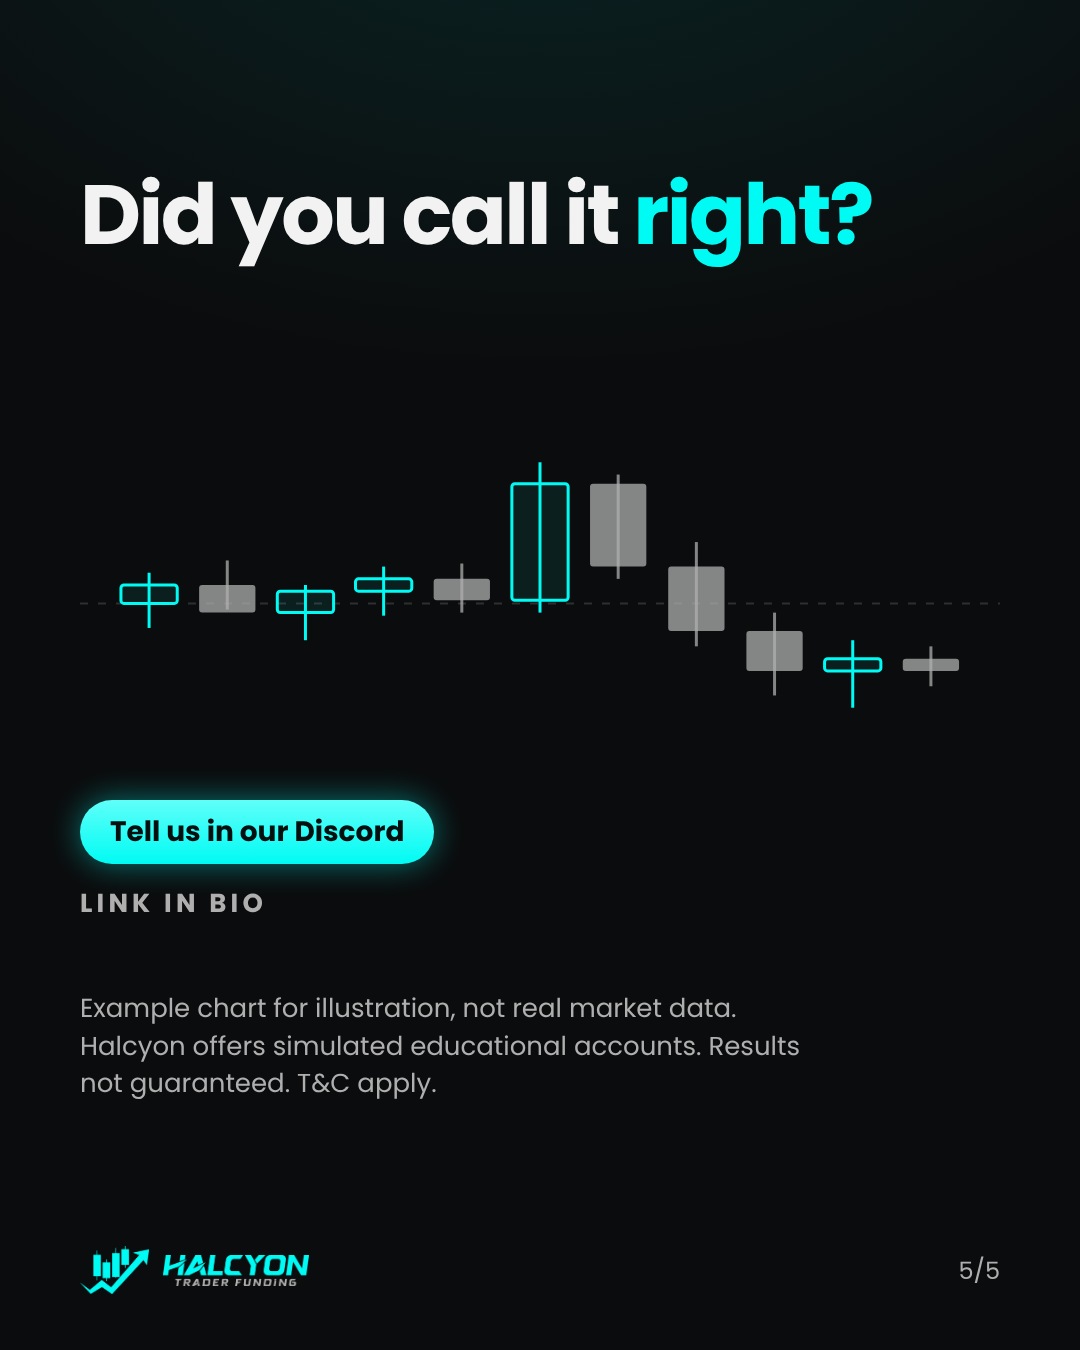 Did you call it right?
Tell us in our Discord
LINK IN BIO
Example chart for illustration, not real market data.
Halcyon offers simulated educational accounts. Results
not guaranteed. T&C apply.
HALCYON
TRADER FUNDING
5/5